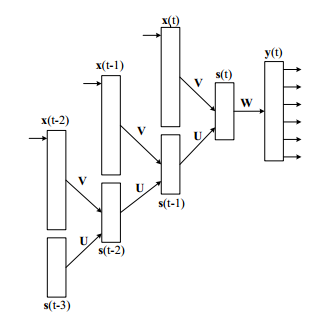 x(t)
y(t)
x(t-1)
s(t)
V
W
x(t-2)
V
U
s(t-1)
V
U
s(t-2)
U
s(t-3)